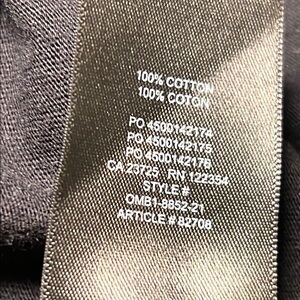 100% COTTON
100% COTON
PO 4500142174
PO 4500142175
PO 4500142176
CA 23725 RN 122354
STYLE #
OMB1-8852-21
ARTICLE # 82708